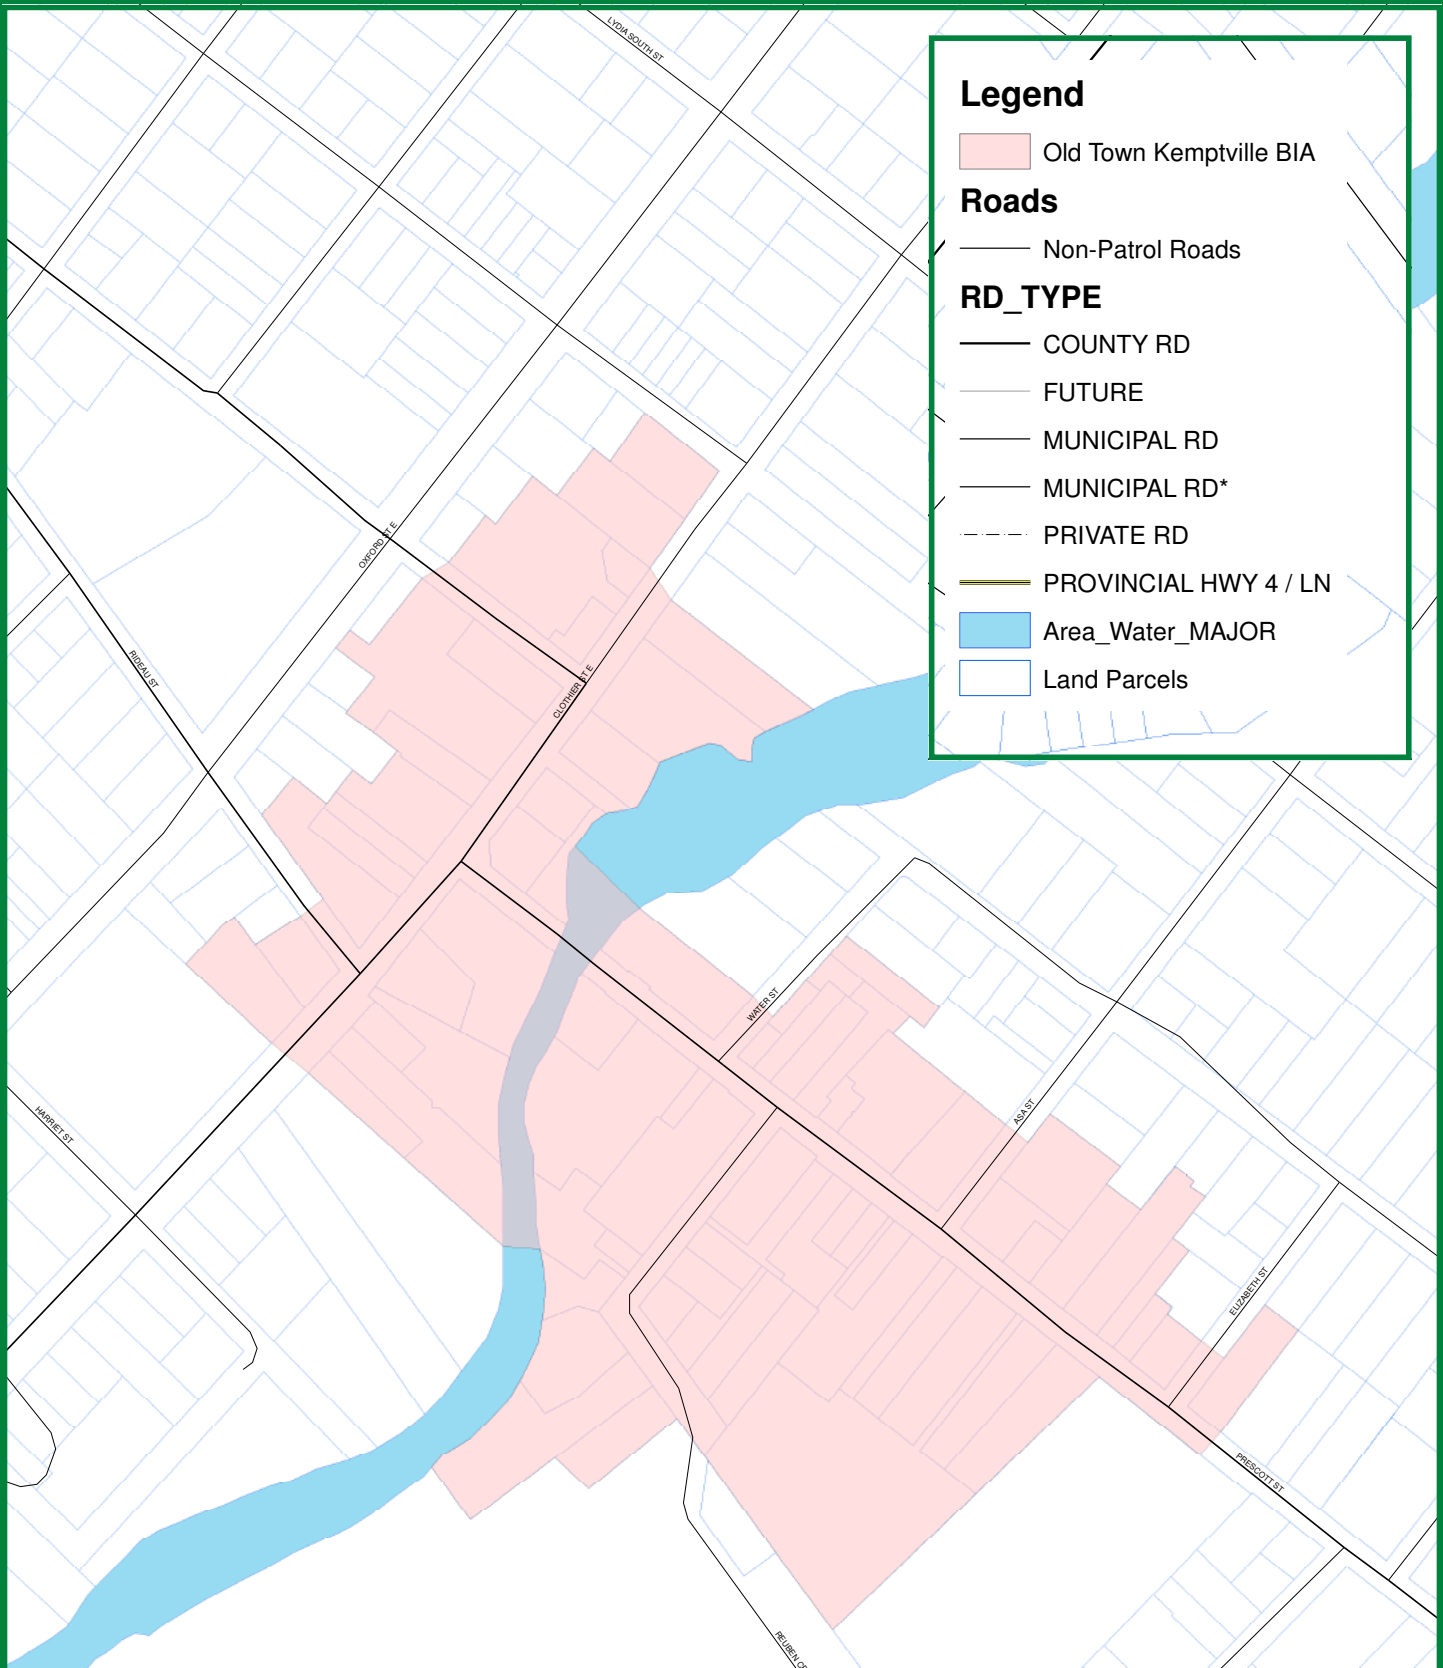 LYDIA SOUTH ST
Legend
Old Town Kemptville BIA
Roads
Non-Patrol Roads
RD_TYPE
COUNTY RD
FUTURE
MUNICIPAL RD
MUNICIPAL RD*
PRIVATE RD
PROVINCIAL HWY 4 / LN
Area_Water_MAJOR
Land Parcels
OXFORD ST E
RIDEAU ST
CLOTHIER ST E
WATER ST
HARRIET ST
ASA ST
ELIZABETH ST
PRESCOTT ST
REUBEN